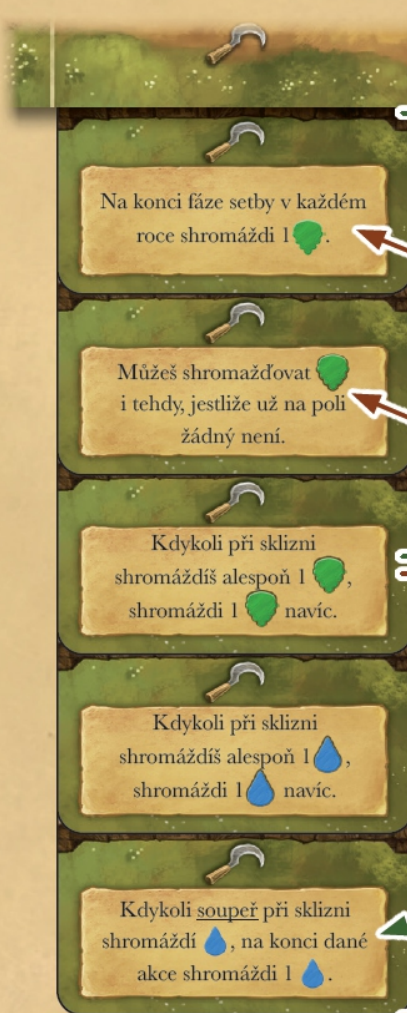 Na konci fáze setby v každém
roce shromáždi 1 .
Můžeš shromažďovat
i tehdy, jestliže už na poli
žádný není.
Kdykoli při sklizni
shromáždíš alespoň 1 ,
shromáždi 1 navíc.
Kdykoli při sklizni
shromáždíš alespoň 1 ,
shromáždi 1 navíc.
Kdykoli soupeř při sklizni
shromáždí , na konci dané
akce shromáždi 1 .